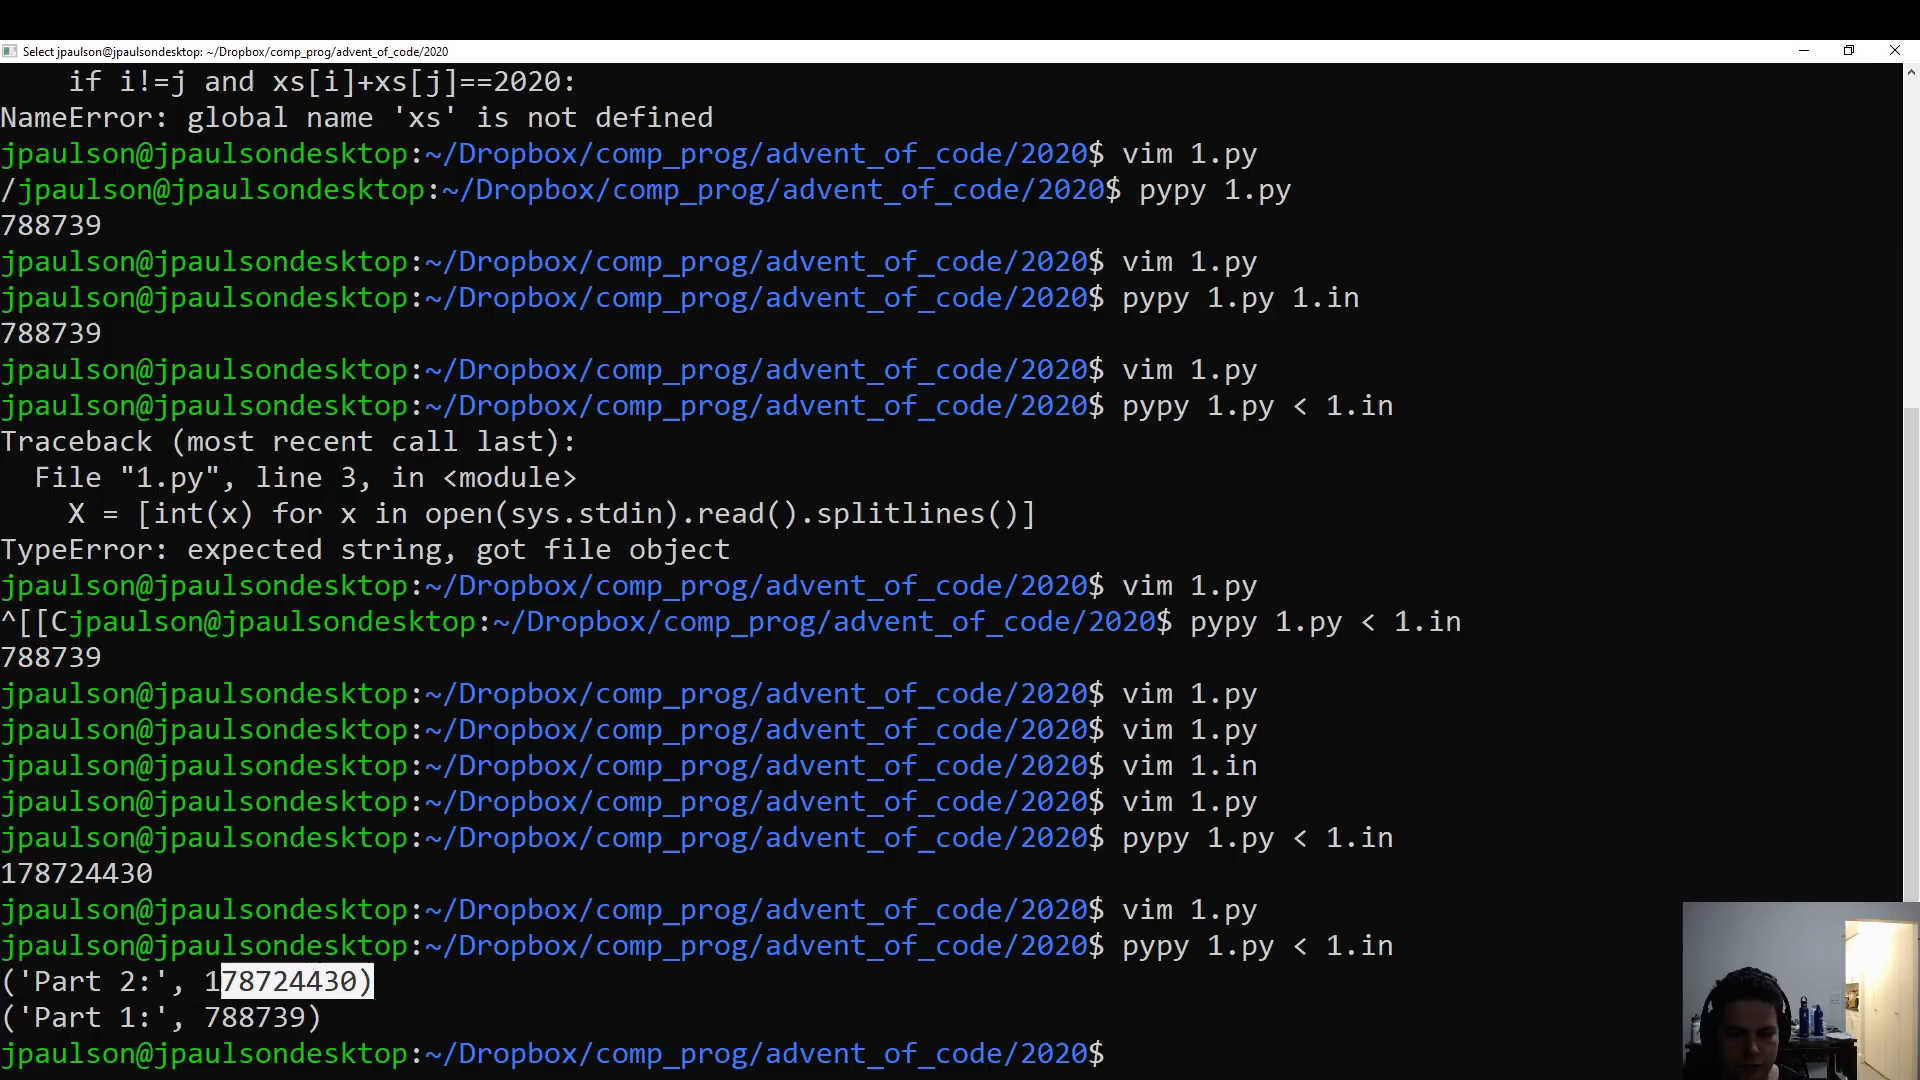 Select jpaulson@jpaulsondesktop: ~/Dropbox/comp_prog/advent_of_code/2020
    if i!=j and xs[i]+xs[j]==2020:
NameError: global name 'xs' is not defined
jpaulson@jpaulsondesktop:~/Dropbox/comp_prog/advent_of_code/2020$ vim 1.py
/jpaulson@jpaulsondesktop:~/Dropbox/comp_prog/advent_of_code/2020$ pypy 1.py
788739
jpaulson@jpaulsondesktop:~/Dropbox/comp_prog/advent_of_code/2020$ vim 1.py
jpaulson@jpaulsondesktop:~/Dropbox/comp_prog/advent_of_code/2020$ pypy 1.py 1.in
788739
jpaulson@jpaulsondesktop:~/Dropbox/comp_prog/advent_of_code/2020$ vim 1.py
jpaulson@jpaulsondesktop:~/Dropbox/comp_prog/advent_of_code/2020$ pypy 1.py < 1.in
Traceback (most recent call last):
  File "1.py", line 3, in <module>
    X = [int(x) for x in open(sys.stdin).read().splitlines()]
TypeError: expected string, got file object
jpaulson@jpaulsondesktop:~/Dropbox/comp_prog/advent_of_code/2020$ vim 1.py
^[[Cjpaulson@jpaulsondesktop:~/Dropbox/comp_prog/advent_of_code/2020$ pypy 1.py < 1.in
788739
jpaulson@jpaulsondesktop:~/Dropbox/comp_prog/advent_of_code/2020$ vim 1.py
jpaulson@jpaulsondesktop:~/Dropbox/comp_prog/advent_of_code/2020$ vim 1.py
jpaulson@jpaulsondesktop:~/Dropbox/comp_prog/advent_of_code/2020$ vim 1.in
jpaulson@jpaulsondesktop:~/Dropbox/comp_prog/advent_of_code/2020$ vim 1.py
jpaulson@jpaulsondesktop:~/Dropbox/comp_prog/advent_of_code/2020$ pypy 1.py < 1.in
178724430
jpaulson@jpaulsondesktop:~/Dropbox/comp_prog/advent_of_code/2020$ vim 1.py
jpaulson@jpaulsondesktop:~/Dropbox/comp_prog/advent_of_code/2020$ pypy 1.py < 1.in
('Part 2:', 178724430)
('Part 1:', 788739)
jpaulson@jpaulsondesktop:~/Dropbox/comp_prog/advent_of_code/2020$